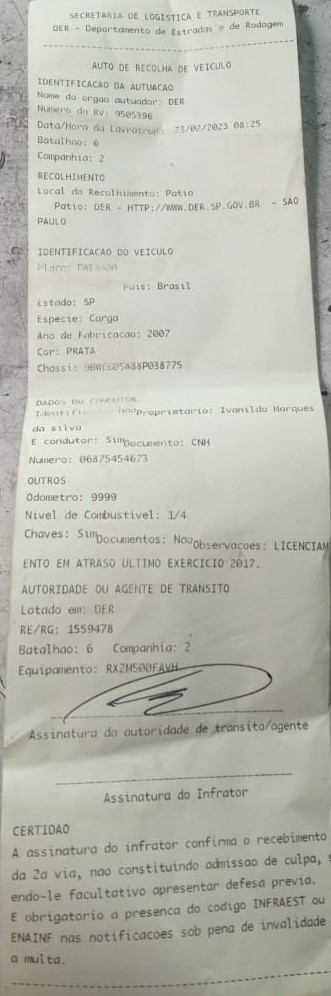 SECRETARIA DE LOGISTICA E TRANSPORTE
DER - Departamento de Estradas e de Rodagem
AUTO DE RECOLHA DE VEICULO
IDENTIFICACAO DA AUTUACAO
Nome do orgao autuador: DER
Numero do RV: 9505396
Data/Hora da Lavratura: 23/02/2023 08:25
Batalhao: 6
Companhia: 2
RECOLHIMENTO
Local do Recolhimento: Patio
Patio: DER - HTTP://WWW.DER.SP.GOV.BR - SAO
PAULO
IDENTIFICACAO DO VEICULO
Placa:
Pais: Brasil
Estado: SP
Especie: Carga
Ano de Fabricacao: 2007
Cor: PRATA
Chassi: 9BWEB05W88P038775
DADOS DO CONDUTOR
Nao Proprietario: Ivanildo Marques
da silva
E condutor: Sim Documento: CNH
Numero: 06875454673
OUTROS
Odometro: 9999
Nivel de Combustivel: 1/4
Chaves: Sim Documentos: Nao Observacoes: LICENCIAM
ENTO EM ATRASO ULTIMO EXERCICIO 2017.
AUTORIDADE OU AGENTE DE TRANSITO
Lotado em: DER
RE/RG: 1559478
Batalhao: 6 Companhia: 2
Equipamento: RX2M500FAVH
Assinatura da autoridade de transito/agente
Assinatura do Infrator
CERTIDAO
A assinatura do infrator confirma o recebimento
da 2a via, nao constituindo admissao de culpa, s
endo-le facultativo apresentar defesa previa.
E obrigatorio a presenca do codigo INFRAEST ou
ENAINF nas notificacoes sob pena de invalidade
a multa.